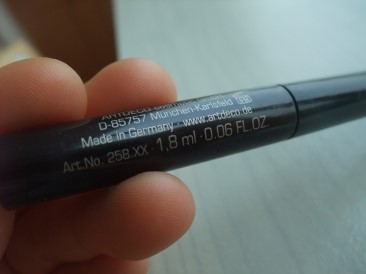 ARTDECO
D-85757 München-Karlsfeld
Made in Germany · www.artdeco.de
Art.No. 258.XX · 1,8 ml · 0.06 FL.OZ